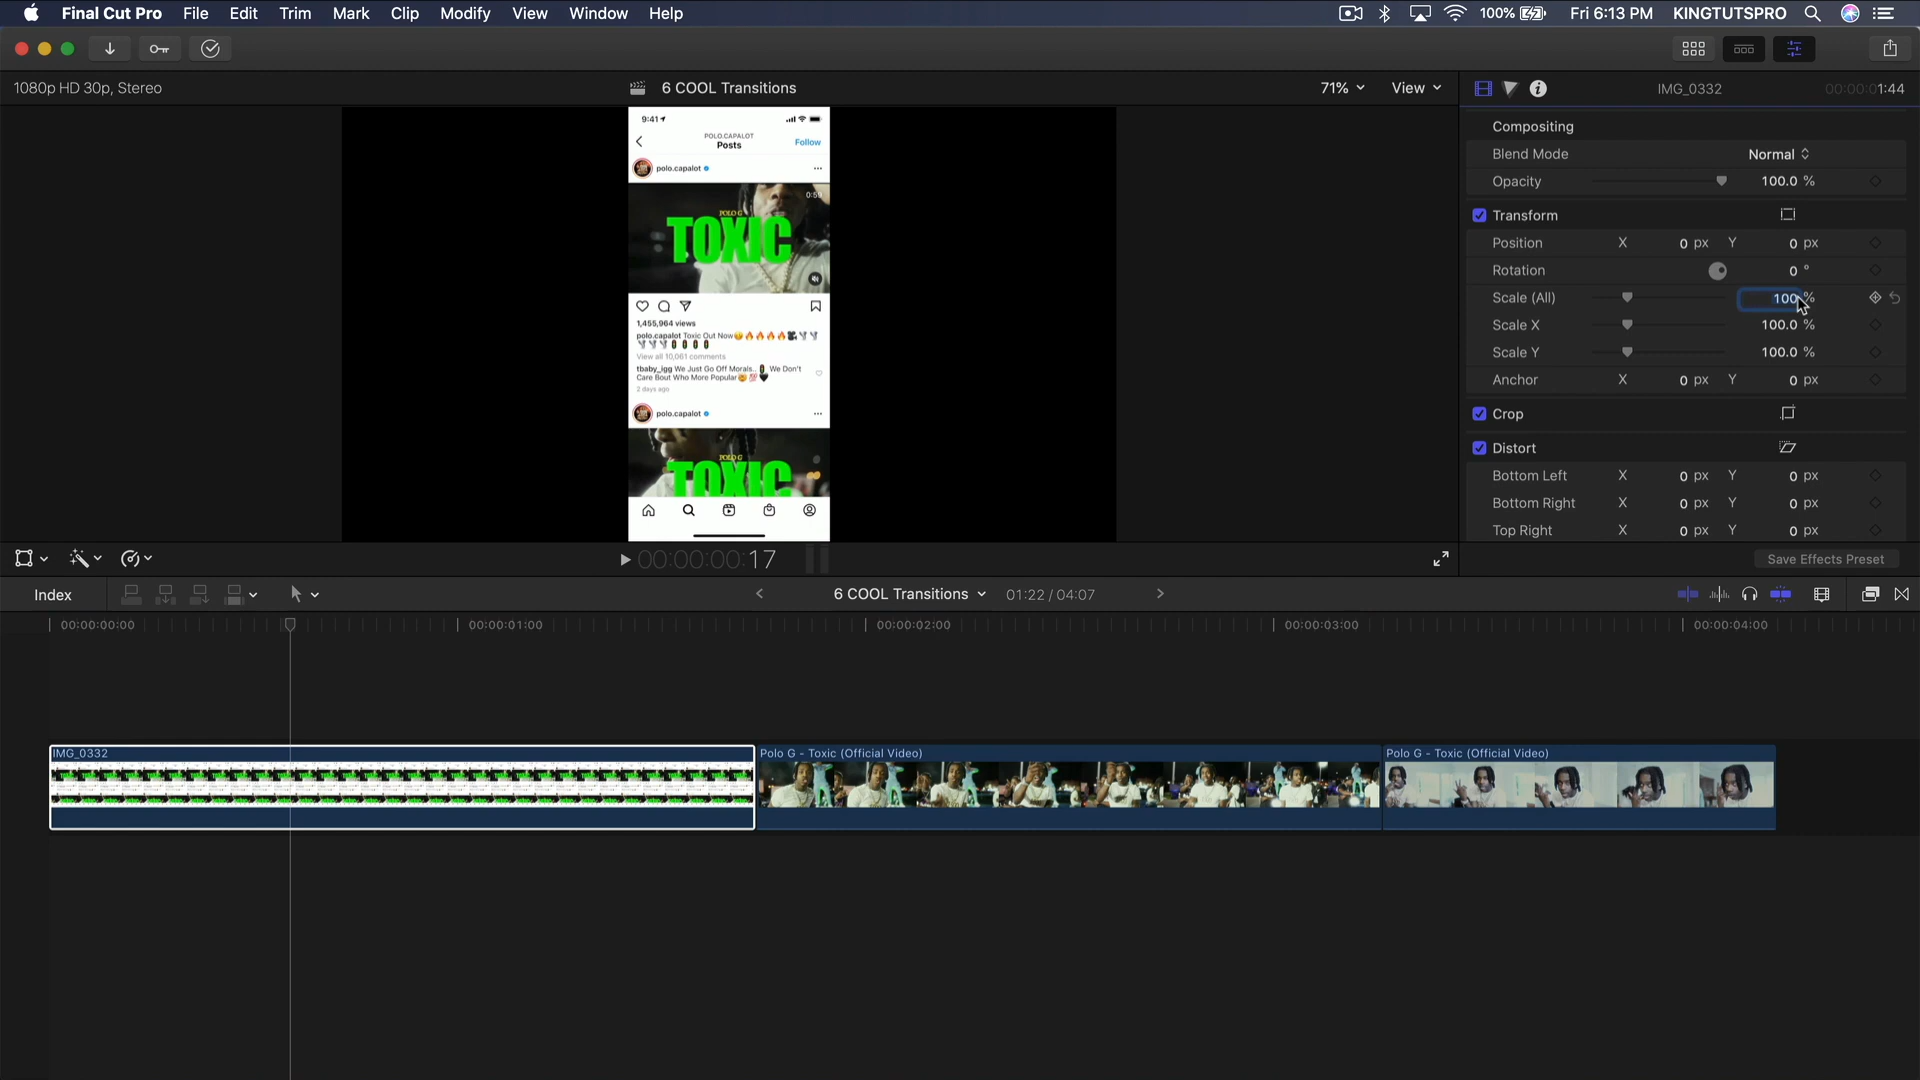 Final Cut Pro File Edit Trim Mark Clip Modify View Window Help 100% Fri 6:13 PM KINGTUTSPRO
1080p HD 30p, Stereo 6 COOL Transitions 71% View IMG_0332 00:00:01:44
9:41
POLO.CAPALOT
Posts Follow
polo.capalot
0:59
POLO G
TOXIC
1,455,964 views
polo.capalot Toxic Out Now
View all 10,061 comments
tbaby_igg We Just Go Off Morals.. We Don't
Care Bout Who More Popular 💯
2 days ago
polo.capalot
POLO G
TOXIC
Compositing
Blend Mode Normal
Opacity 100.0 %
Transform
Position X 0 px Y 0 px
Rotation 0 °
Scale (All) 100 %
Scale X 100.0 %
Scale Y 100.0 %
Anchor X 0 px Y 0 px
Crop
Distort
Bottom Left X 0 px Y 0 px
Bottom Right X 0 px Y 0 px
Top Right X 0 px Y 0 px
00:00:00:17 Save Effects Preset
Index 6 COOL Transitions 01:22 / 04:07
00:00:00:00 00:00:01:00 00:00:02:00 00:00:03:00 00:00:04:00
IMG_0332 Polo G - Toxic (Official Video) Polo G - Toxic (Official Video)